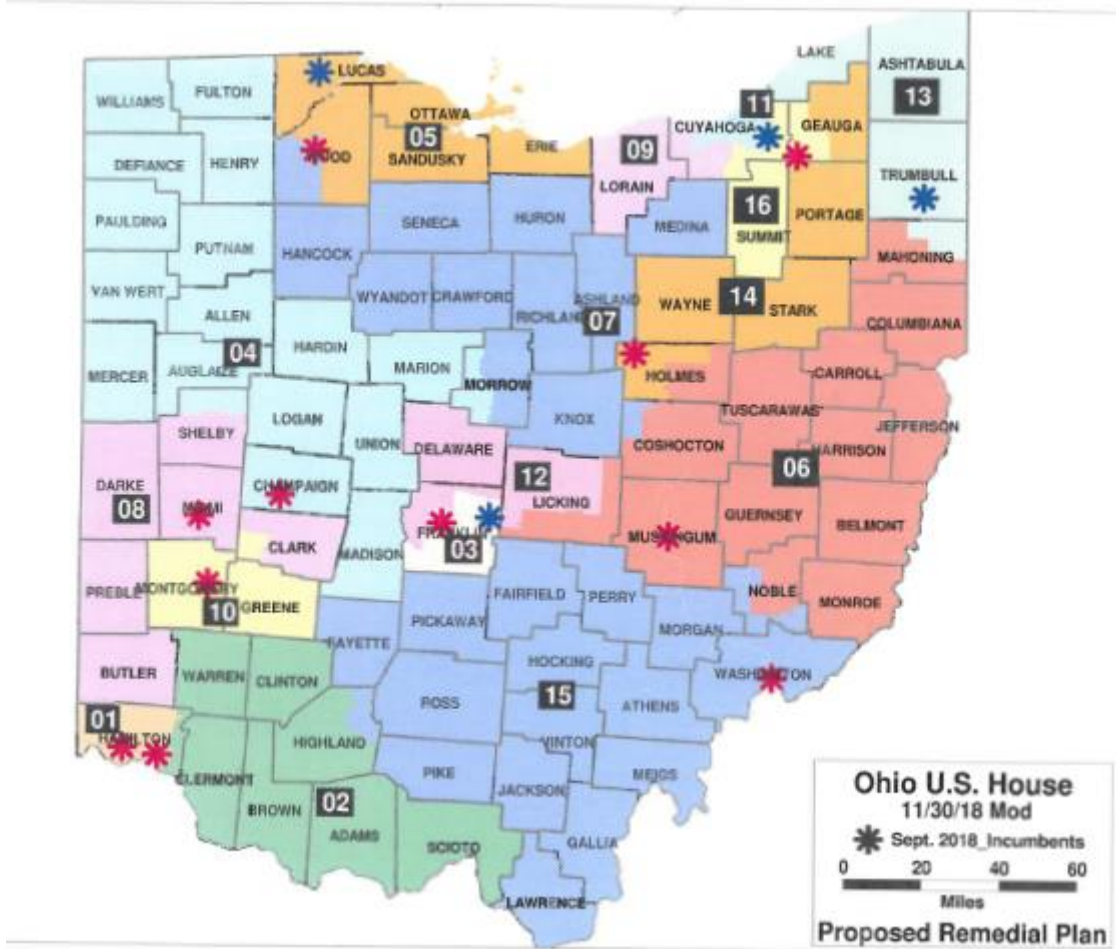 LAKE
ASHTABULA
13
LUCAS
FULTON
WILLIAMS
11
OTTAWA
CUYAHOGA
GEAUGA
05
ERIE
09
DEFIANCE
HENRY
SANDUSKY
LORAIN
TRUMBULL
16
PORTAGE
PAULDING
SENECA
HURON
MEDINA
SUMMIT
PUTNAM
HANCOCK
MAHONING
VAN WERT
WYANDOT
CRAWFORD
ASHLAND
WAYNE
14
STARK
ALLEN
RICHLAND
07
COLUMBIANA
04
HARDIN
MERCER
AUGLAIZE
MARION
MORROW
HOLMES
CARROLL
LOGAN
KNOX
TUSCARAWAS
JEFFERSON
SHELBY
UNION
DELAWARE
COSHOCTON
HARRISON
06
DARKE
CHAMPAIGN
12
LICKING
08
MIAMI
FRANKLIN
GUERNSEY
BELMONT
CLARK
03
MADISON
MUSKINGUM
PREBLE
MONTGOMERY
10
GREENE
FAIRFIELD
PERRY
NOBLE
MONROE
PICKAWAY
MORGAN
FAYETTE
BUTLER
WARREN
CLINTON
HOCKING
WASHINGTON
15
ROSS
ATHENS
01
HAMILTON
HIGHLAND
VINTON
CLERMONT
PIKE
MEIGS
JACKSON
BROWN
02
ADAMS
SCIOTO
GALLIA
LAWRENCE
Ohio U.S. House
11/30/18 Mod
Sept. 2018_Incumbents
0 20 40 60
Miles
Proposed Remedial Plan